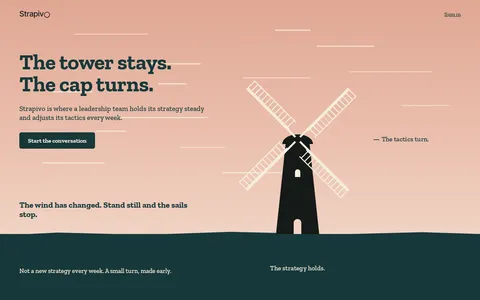 Strapivo
Sign in
The tower stays.
The cap turns.
Strapivo is where a leadership team holds its strategy steady
and adjusts its tactics every week.
Start the conversation
— The tactics turn.
The wind has changed. Stand still and the sails
stop.
Not a new strategy every week. A small turn, made early.
The strategy holds.